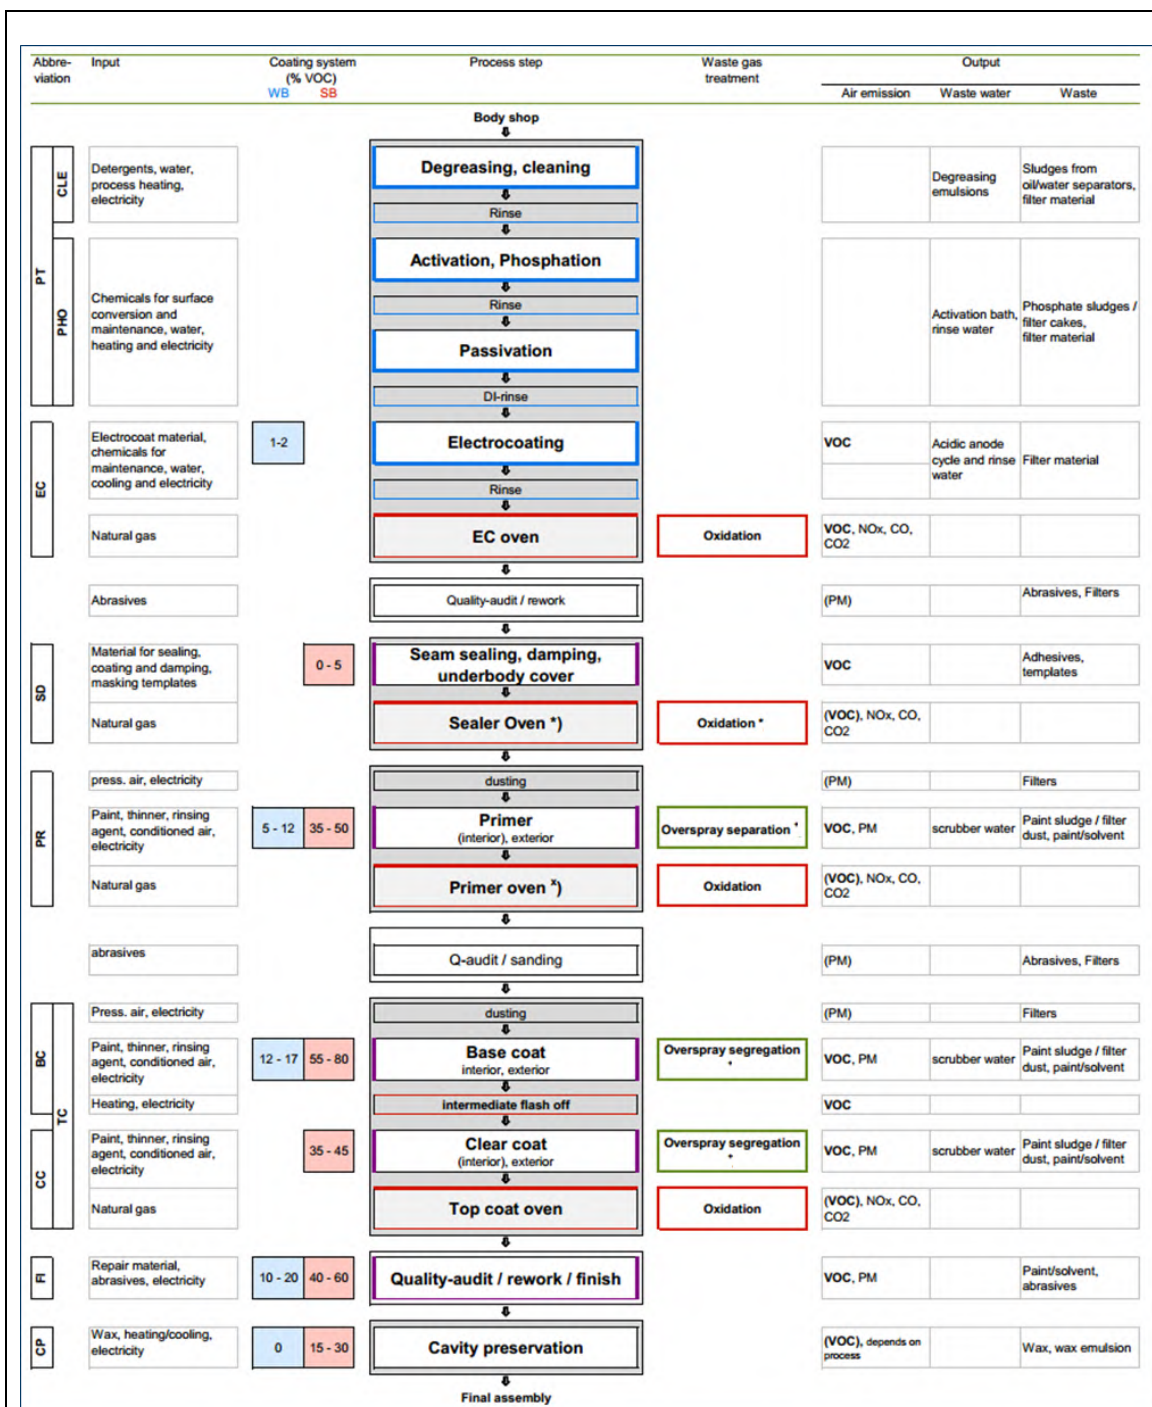 Abbre-
viation
Input
Coating system
(% VOC)
WB SB
Process step
Waste gas
treatment
Output
Air emission Waste water Waste
Body shop
PT
CLE
Detergents, water,
process heating,
electricity
Degreasing, cleaning
Degreasing
emulsions
Sludges from
oil/water separators,
filter material
Rinse
PHO
Chemicals for surface
conversion and
maintenance, water,
heating and electricity
Activation, Phosphation
Rinse
Passivation
DI-rinse
Activation bath,
rinse water
Phosphate sludges /
filter cakes,
filter material
EC
Electrocoat material,
chemicals for
maintenance, water,
cooling and electricity
1-2
Electrocoating
VOC
Acidic anode
cycle and rinse
water
Filter material
Rinse
Natural gas
EC oven
Oxidation
VOC, NOx, CO,
CO2
Abrasives
Quality-audit / rework
(PM)
Abrasives, Filters
SD
Material for sealing,
coating and damping,
masking templates
0 - 5
Seam sealing, damping,
underbody cover
VOC
Adhesives,
templates
Natural gas
Sealer Oven *)
Oxidation *
(VOC), NOx, CO,
CO2
PR
press. air, electricity
dusting
(PM)
Filters
Paint, thinner, rinsing
agent, conditioned air,
electricity
5 - 12 35 - 50
Primer
(interior), exterior
Overspray separation
VOC, PM
scrubber water
Paint sludge / filter
dust, paint/solvent
Natural gas
Primer oven x)
Oxidation
(VOC), NOx, CO,
CO2
abrasives
Q-audit / sanding
(PM)
Abrasives, Filters
TC
BC
Press. air, electricity
dusting
(PM)
Filters
Paint, thinner, rinsing
agent, conditioned air,
electricity
12 - 17 55 - 80
Base coat
interior, exterior
Overspray segregation
VOC, PM
scrubber water
Paint sludge / filter
dust, paint/solvent
Heating, electricity
intermediate flash off
VOC
CC
Paint, thinner, rinsing
agent, conditioned air,
electricity
35 - 45
Clear coat
(interior), exterior
Overspray segregation
VOC, PM
scrubber water
Paint sludge / filter
dust, paint/solvent
Natural gas
Top coat oven
Oxidation
(VOC), NOx, CO,
CO2
FI
Repair material,
abrasives, electricity
10 - 20 40 - 60
Quality-audit / rework / finish
VOC, PM
Paint/solvent,
abrasives
CP
Wax, heating/cooling,
electricity
0 15 - 30
Cavity preservation
(VOC), depends on
process
Wax, wax emulsion
Final assembly